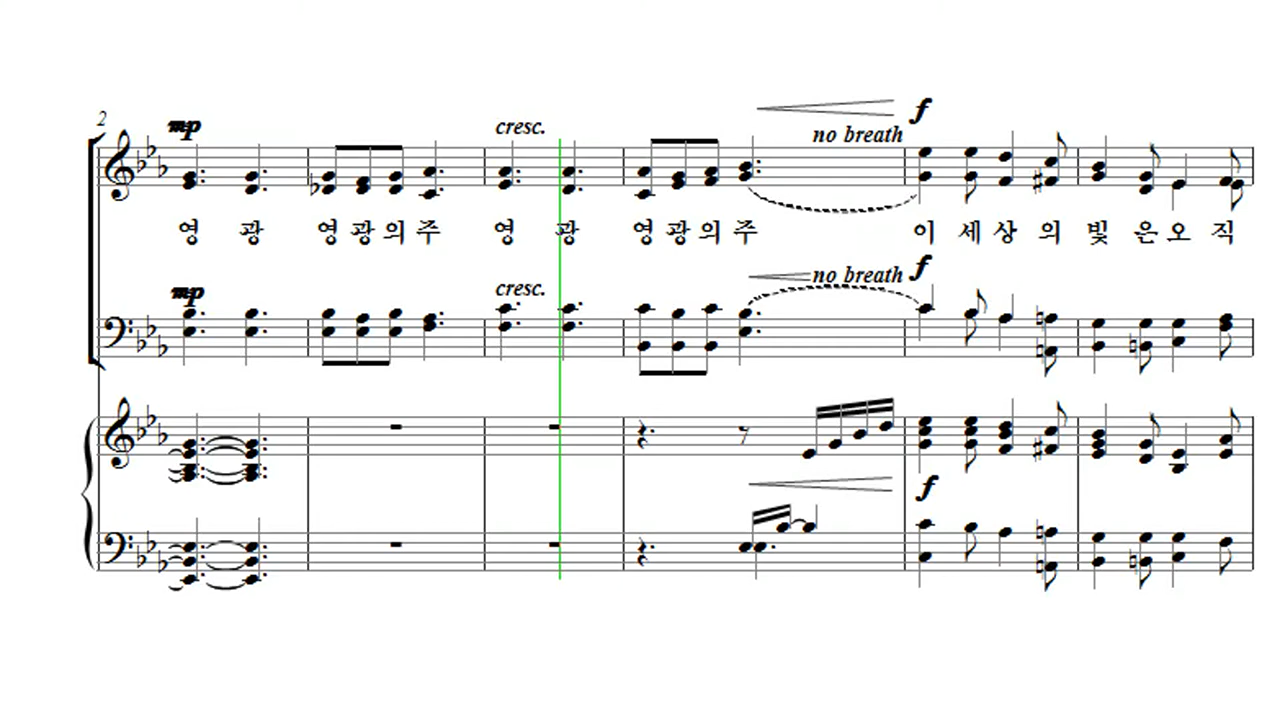 2
mp
cresc.
no breath
f
영 광 영 광 의 주 영 광 영 광 의 주 이 세 상 의 빛 은 오 직
mp
cresc.
no breath
f
f